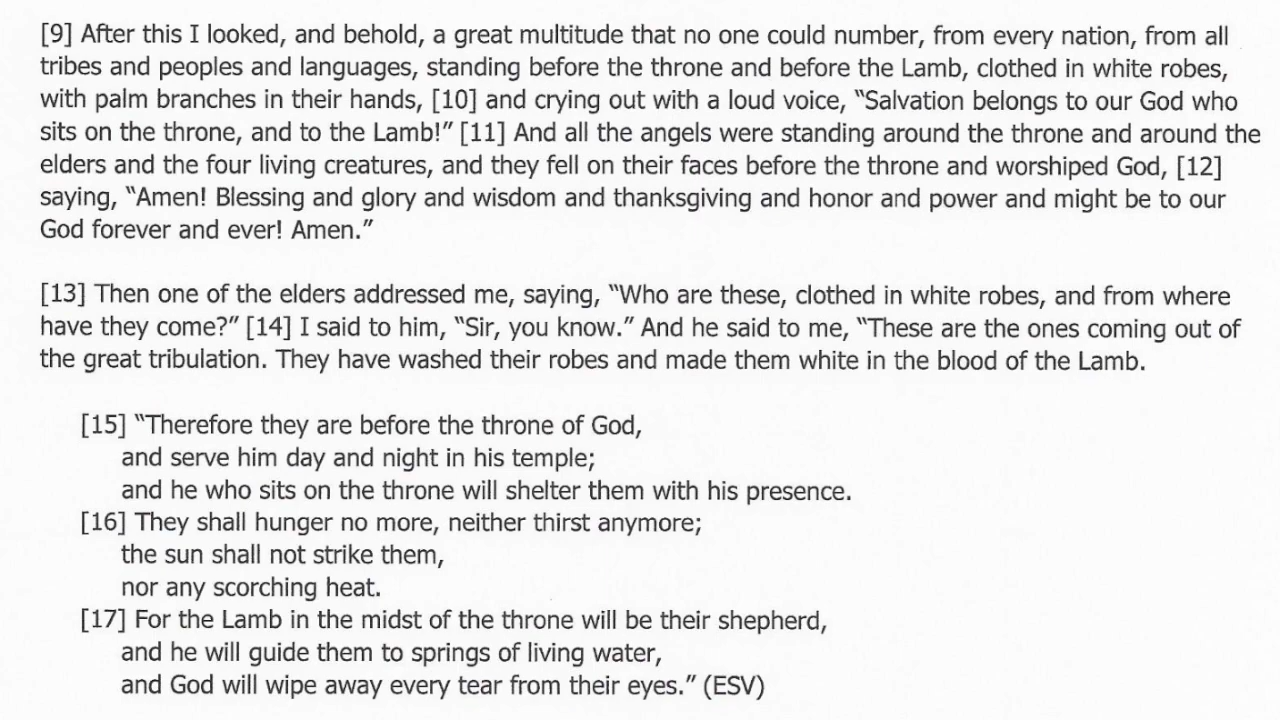 [9] After this I looked, and behold, a great multitude that no one could number, from every nation, from all
tribes and peoples and languages, standing before the throne and before the Lamb, clothed in white robes,
with palm branches in their hands, [10] and crying out with a loud voice, “Salvation belongs to our God who
sits on the throne, and to the Lamb!” [11] And all the angels were standing around the throne and around the
elders and the four living creatures, and they fell on their faces before the throne and worshiped God, [12]
saying, “Amen! Blessing and glory and wisdom and thanksgiving and honor and power and might be to our
God forever and ever! Amen.”
[13] Then one of the elders addressed me, saying, “Who are these, clothed in white robes, and from where
have they come?” [14] I said to him, “Sir, you know.” And he said to me, “These are the ones coming out of
the great tribulation. They have washed their robes and made them white in the blood of the Lamb.
[15] “Therefore they are before the throne of God,
and serve him day and night in his temple;
and he who sits on the throne will shelter them with his presence.
[16] They shall hunger no more, neither thirst anymore;
the sun shall not strike them,
nor any scorching heat.
[17] For the Lamb in the midst of the throne will be their shepherd,
and he will guide them to springs of living water,
and God will wipe away every tear from their eyes.” (ESV)